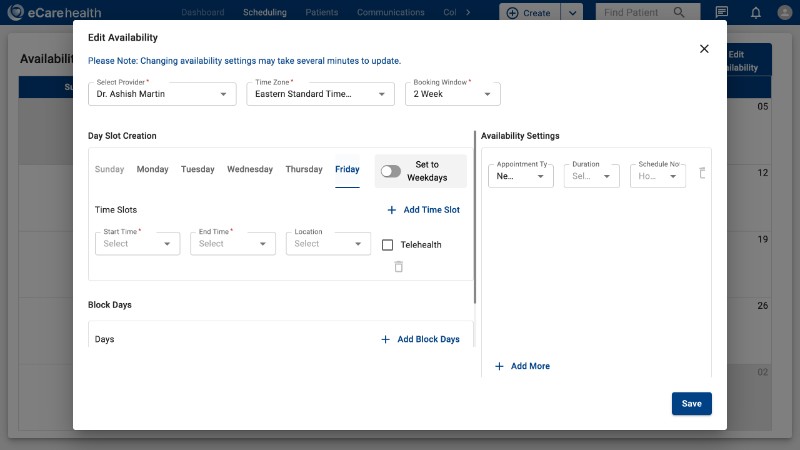 eCarehealth
Dashboard Scheduling Patients Communications Col Create Find Patient
Edit Availability
Please Note: Changing availability settings may take several minutes to update.
Availabili Edit
ilability
Select Provider * Time Zone * Booking Window *
Dr. Ashish Martin Eastern Standard Time... 2 Week
Su
05
Day Slot Creation Availability Settings
Sunday Monday Tuesday Wednesday Thursday Friday Set to Weekdays
Appointment Ty Duration Schedule Not
Ne... Sel... Ho...
12
Time Slots + Add Time Slot
Start Time * End Time * Location
Select Select Select Telehealth
19
Block Days
26
Days + Add Block Days
+ Add More
02
Save